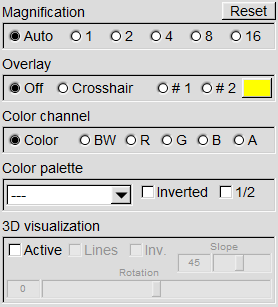 Magnification Reset
Auto 1 2 4 8 16
Overlay
Off Crosshair # 1 # 2
Color channel
Color BW R G B A
Color palette
--- Inverted 1/2
3D visualization
Active Lines Inv. Slope
45
Rotation
0